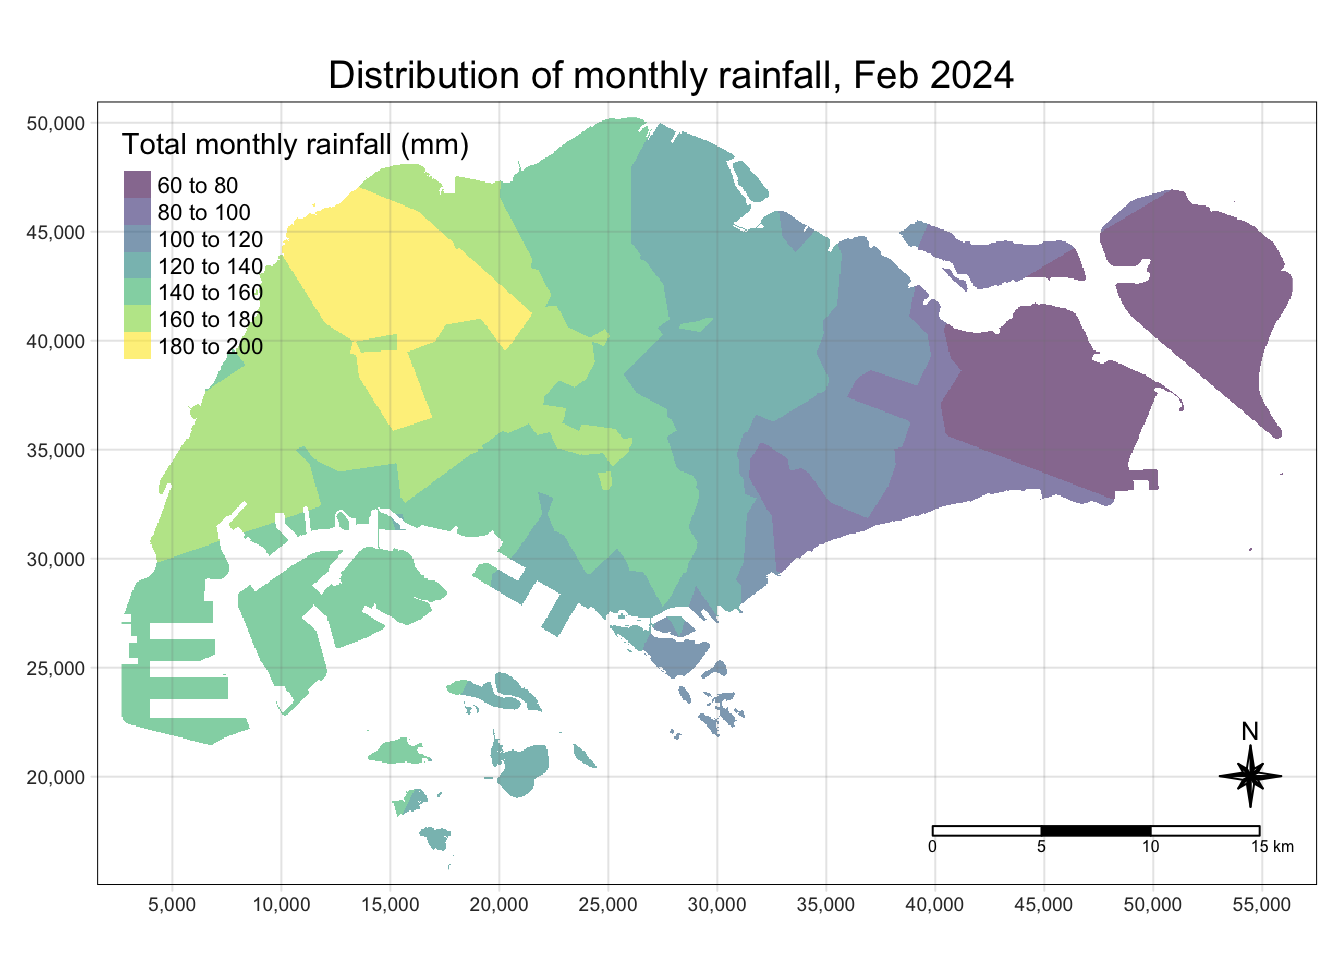 Distribution of monthly rainfall, Feb 2024
Total monthly rainfall (mm)
60 to 80
80 to 100
100 to 120
120 to 140
140 to 160
160 to 180
180 to 200
50,000
45,000
40,000
35,000
30,000
25,000
20,000
N
0 5 10 15 km
5,000 10,000 15,000 20,000 25,000 30,000 35,000 40,000 45,000 50,000 55,000